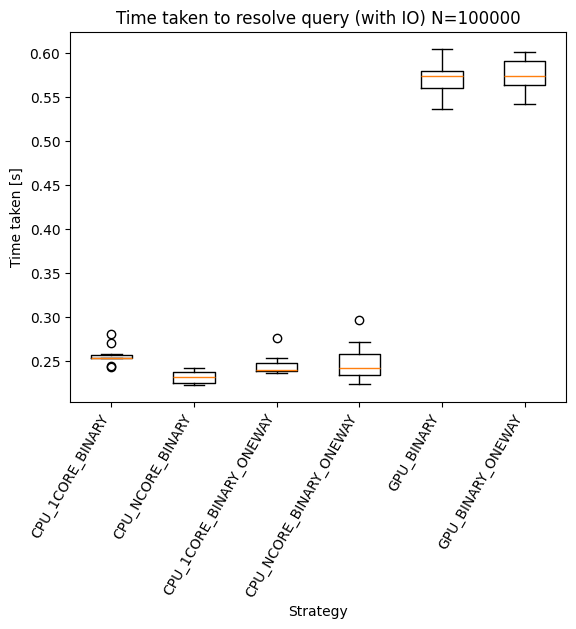 Time taken to resolve query (with IO) N=100000
Time taken [s]
0.60
0.55
0.50
0.45
0.40
0.35
0.30
0.25
CPU_1CORE_BINARY
CPU_NCORE_BINARY
CPU_1CORE_BINARY_ONEWAY
CPU_NCORE_BINARY_ONEWAY
GPU_BINARY
GPU_BINARY_ONEWAY
Strategy